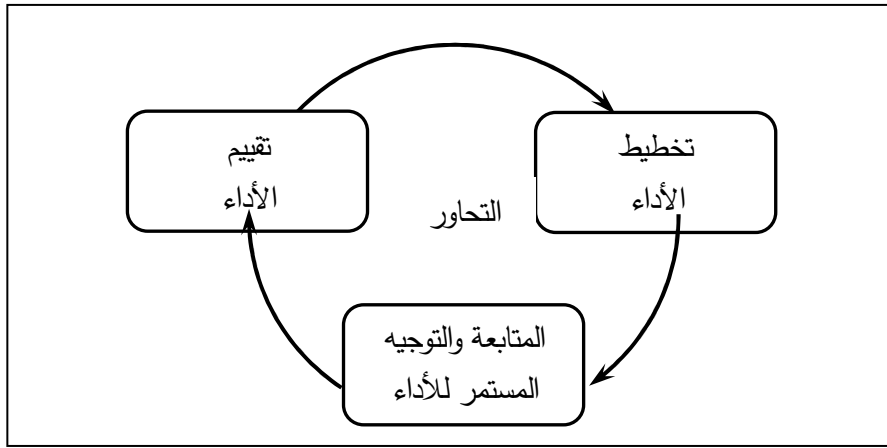 تخطيط
الأداء
تقييم
الأداء
التحاور
المتابعة والتوجيه
المستمر للأداء